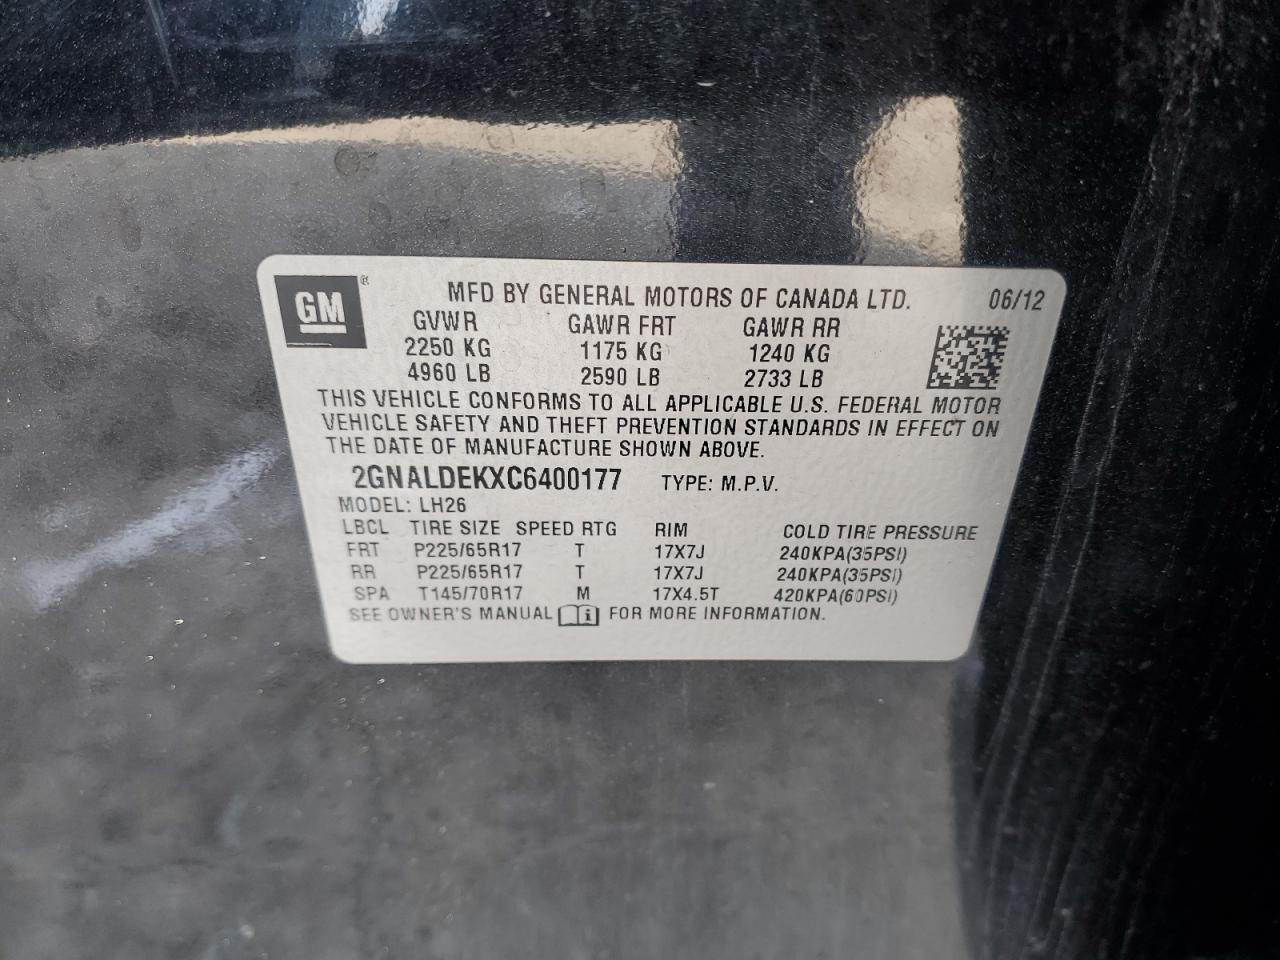 GM ® MFD BY GENERAL MOTORS OF CANADA LTD. 06/12
GVWR GAWR FRT GAWR RR
2250 KG 1175 KG 1240 KG
4960 LB 2590 LB 2733 LB
THIS VEHICLE CONFORMS TO ALL APPLICABLE U.S. FEDERAL MOTOR
VEHICLE SAFETY AND THEFT PREVENTION STANDARDS IN EFFECT ON
THE DATE OF MANUFACTURE SHOWN ABOVE.
2GNALDEKXC6400177 TYPE: M.P.V.
MODEL: LH26
LBCL TIRE SIZE SPEED RTG RIM COLD TIRE PRESSURE
FRT P225/65R17 T 17X7J 240KPA(35PSI)
RR P225/65R17 T 17X7J 240KPA(35PSI)
SPA T145/70R17 M 17X4.5T 420KPA(60PSI)
SEE OWNER'S MANUAL i FOR MORE INFORMATION.